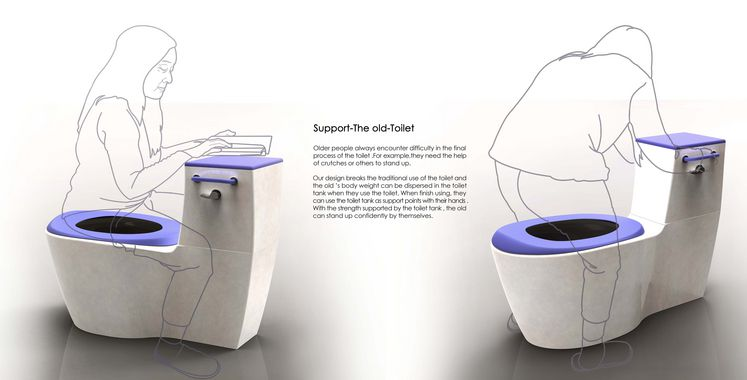 Support-The old-Toilet
Older people always encounter difficulty in the final
process of the toilet .For example,they need the help
of crutches or others to stand up.
Our design breaks the traditional use of the toilet and
the old 's body weight can be dispersed in the toilet
tank when they use the toilet. When finish using, they
can use the toilet tank as support points with their hands .
With the strength supported by the toilet tank , the old
can stand up confidently by themselves.